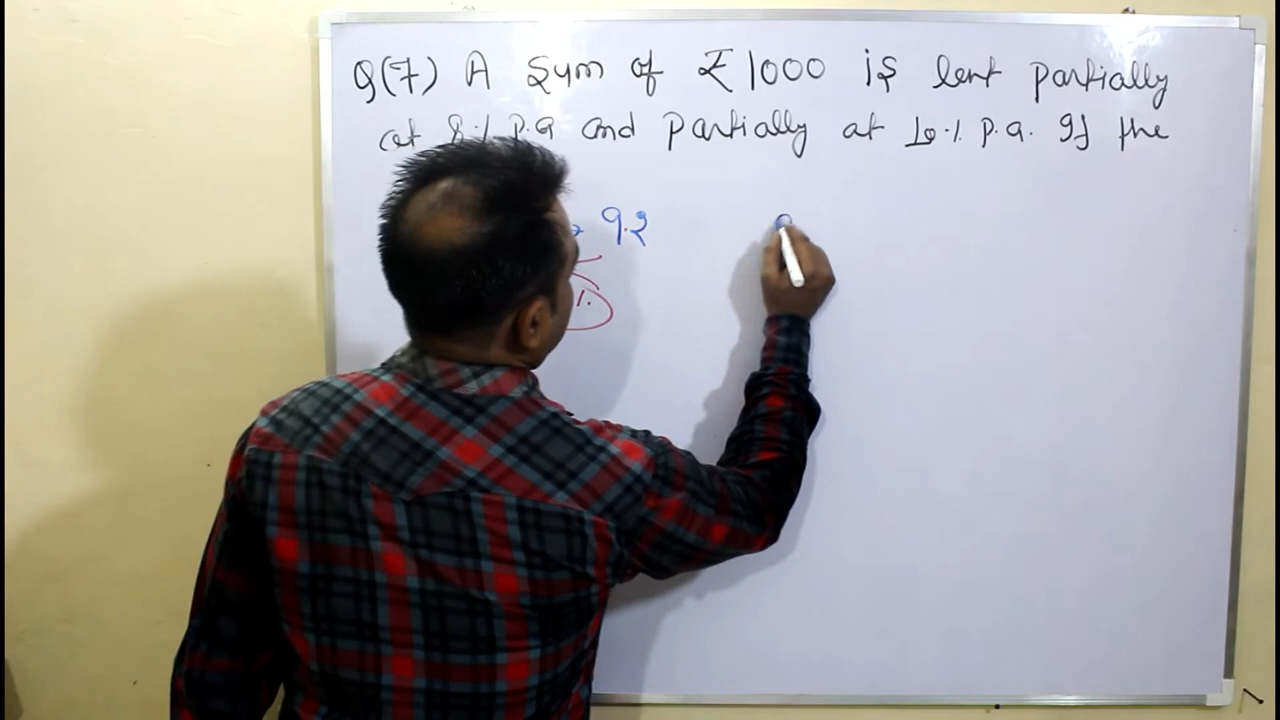 Q(7) A sum of ₹1000 is lent partially
at 8% p.a and partially at 10% p.a. If the
9.2
%